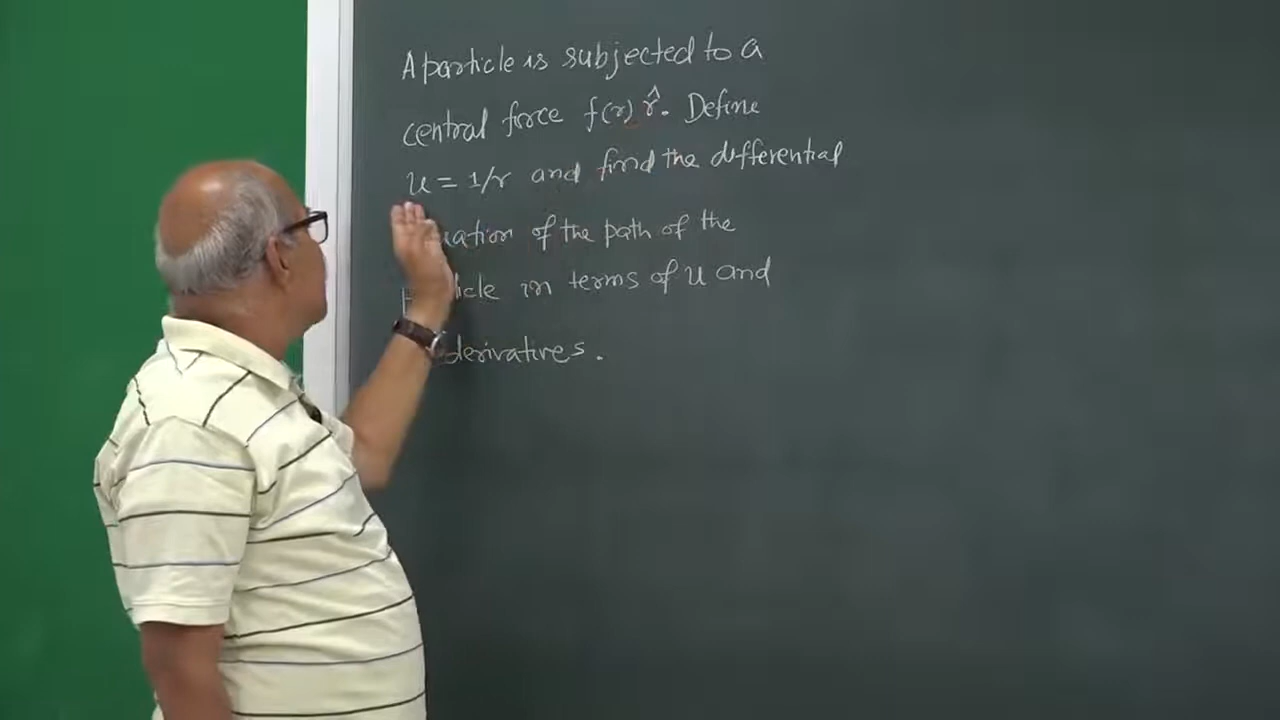 A particle is subjected to a
central force f(r) r̂. Define
u = 1/r and find the differential
uation of the path of the
icle in terms of u and
derivatives.